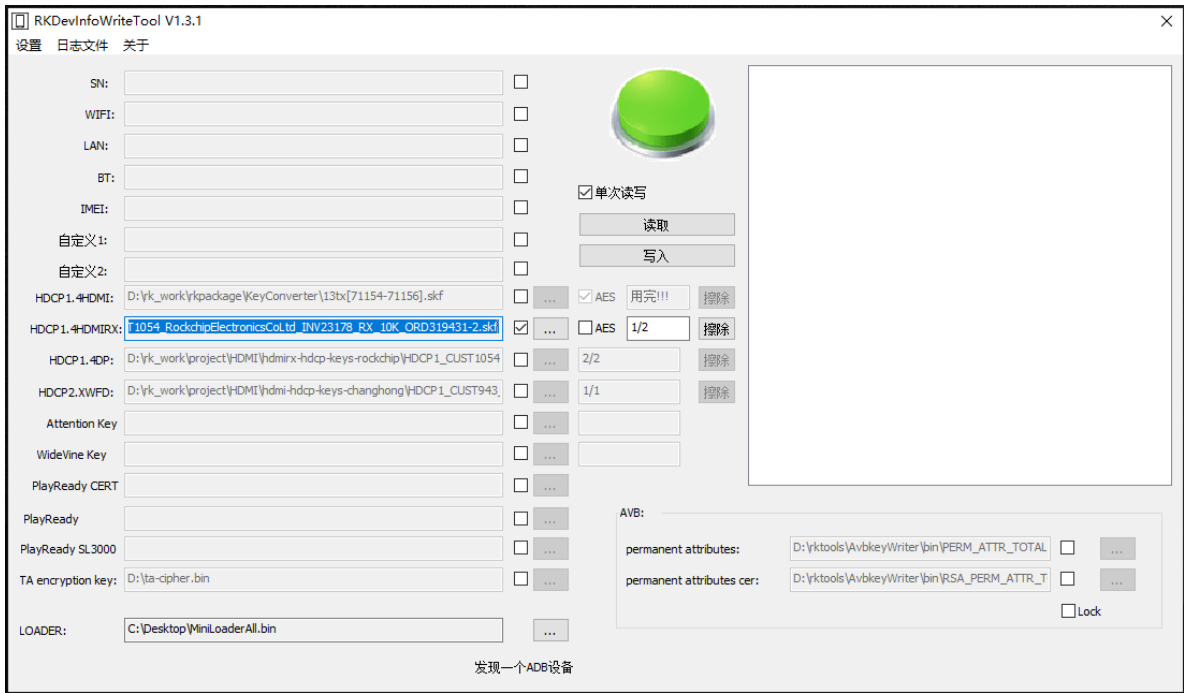 RKDevInfoWriteTool V1.3.1
设置 日志文件 关于
SN:
WIFI:
LAN:
BT:
IMEI:
自定义1:
自定义2:
单次读写
读取
写入
HDCP1.4HDMI: D:\rk_work\rkpackage\KeyConverter\13tx[71154-71156].skf ... AES 用完!!! 擦除
HDCP1.4HDMIRX: T1054_RockchipElectronicsCoLtd_INV23178_RX_10K_ORD319431-2.skf ... AES 1/2 擦除
HDCP1.4DP: D:\rk_work\project\HDMI\hdmirx-hdcp-keys-rockchip\HDCP1_CUST1054 ... 2/2 擦除
HDCP2.XWFD: D:\rk_work\project\HDMI\hdmi-hdcp-keys-changhong\HDCP1_CUST943_ ... 1/1 擦除
Attention Key ...
WideVine Key ...
PlayReady CERT ...
PlayReady ...
PlayReady SL3000 ...
TA encryption key: D:\ta-cipher.bin ...
LOADER: C:\Desktop\MiniLoaderAll.bin ...
AVB:
permanent attributes: D:\rktools\AvbkeyWriter\bin\PERM_ATTR_TOTAL ...
permanent attributes cer: D:\rktools\AvbkeyWriter\bin\RSA_PERM_ATTR_T ...
Lock
发现一个ADB设备